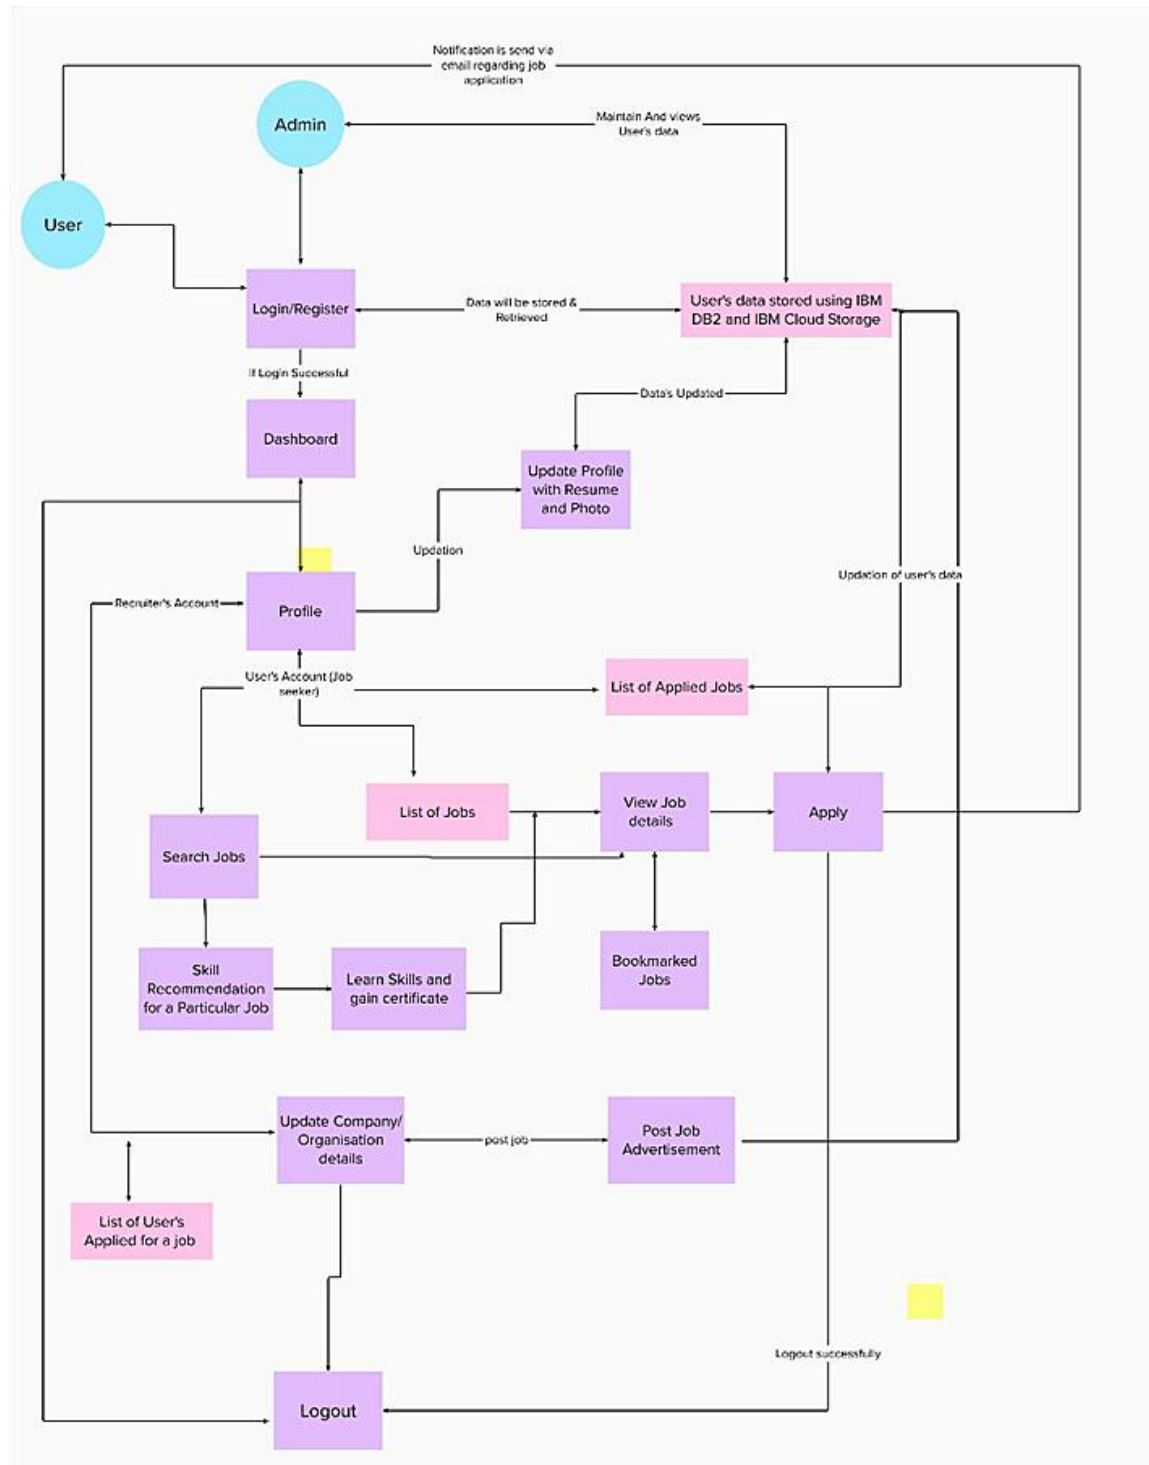 Notification is send via
email regarding job
application
Admin
Maintain And views
User's data
User
Login/Register
Data will be stored &
Retrieved
User's data stored using IBM
DB2 and IBM Cloud Storage
if Login Successful
Data's Updated
Dashboard
Update Profile
with Resume
and Photo
Updation
Updation of user's data
Recruiter's Account
Profile
User's Account (Job
seeker)
List of Applied Jobs
List of Jobs
View Job
details
Apply
Search Jobs
Skill
Recommendation
for a Particular Job
Learn Skills and
gain certificate
Bookmarked
Jobs
Update Company/
Organisation
details
post job
Post Job
Advertisement
List of User's
Applied for a job
Logout successfully
Logout